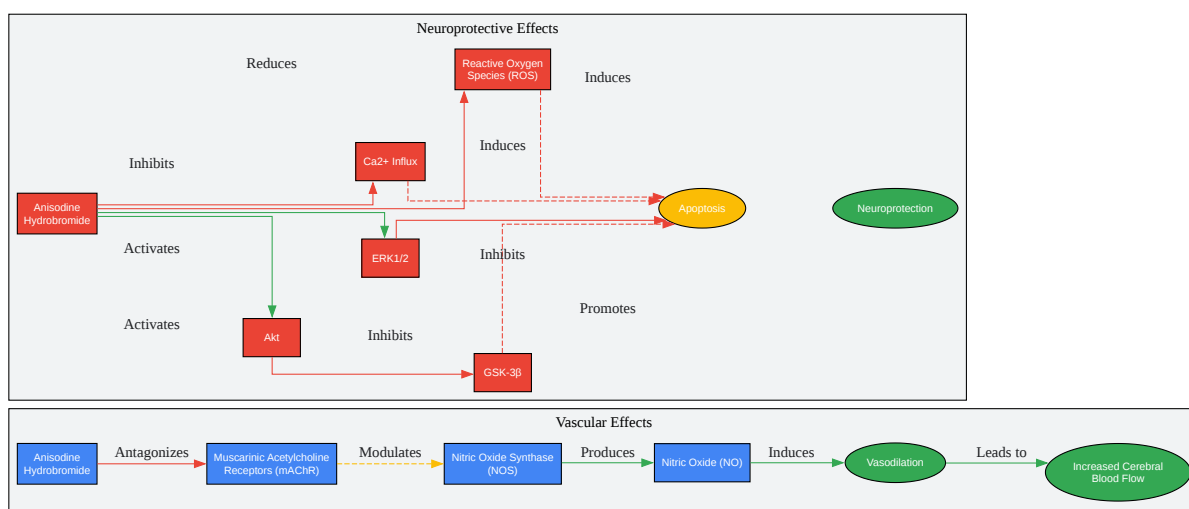 Neuroprotective Effects
Reduces
Reactive Oxygen
Species (ROS)
Induces
Induces
Ca2+ Influx
Inhibits
Anisodine
Hydrobromide
Apoptosis
Neuroprotection
Activates
ERK1/2
Inhibits
Promotes
Activates
Akt
Inhibits
GSK-3β
Vascular Effects
Anisodine
Hydrobromide
Antagonizes
Muscarinic Acetylcholine
Receptors (mAChR)
Modulates
Nitric Oxide Synthase
(NOS)
Produces
Nitric Oxide (NO)
Induces
Vasodilation
Leads to
Increased Cerebral
Blood Flow